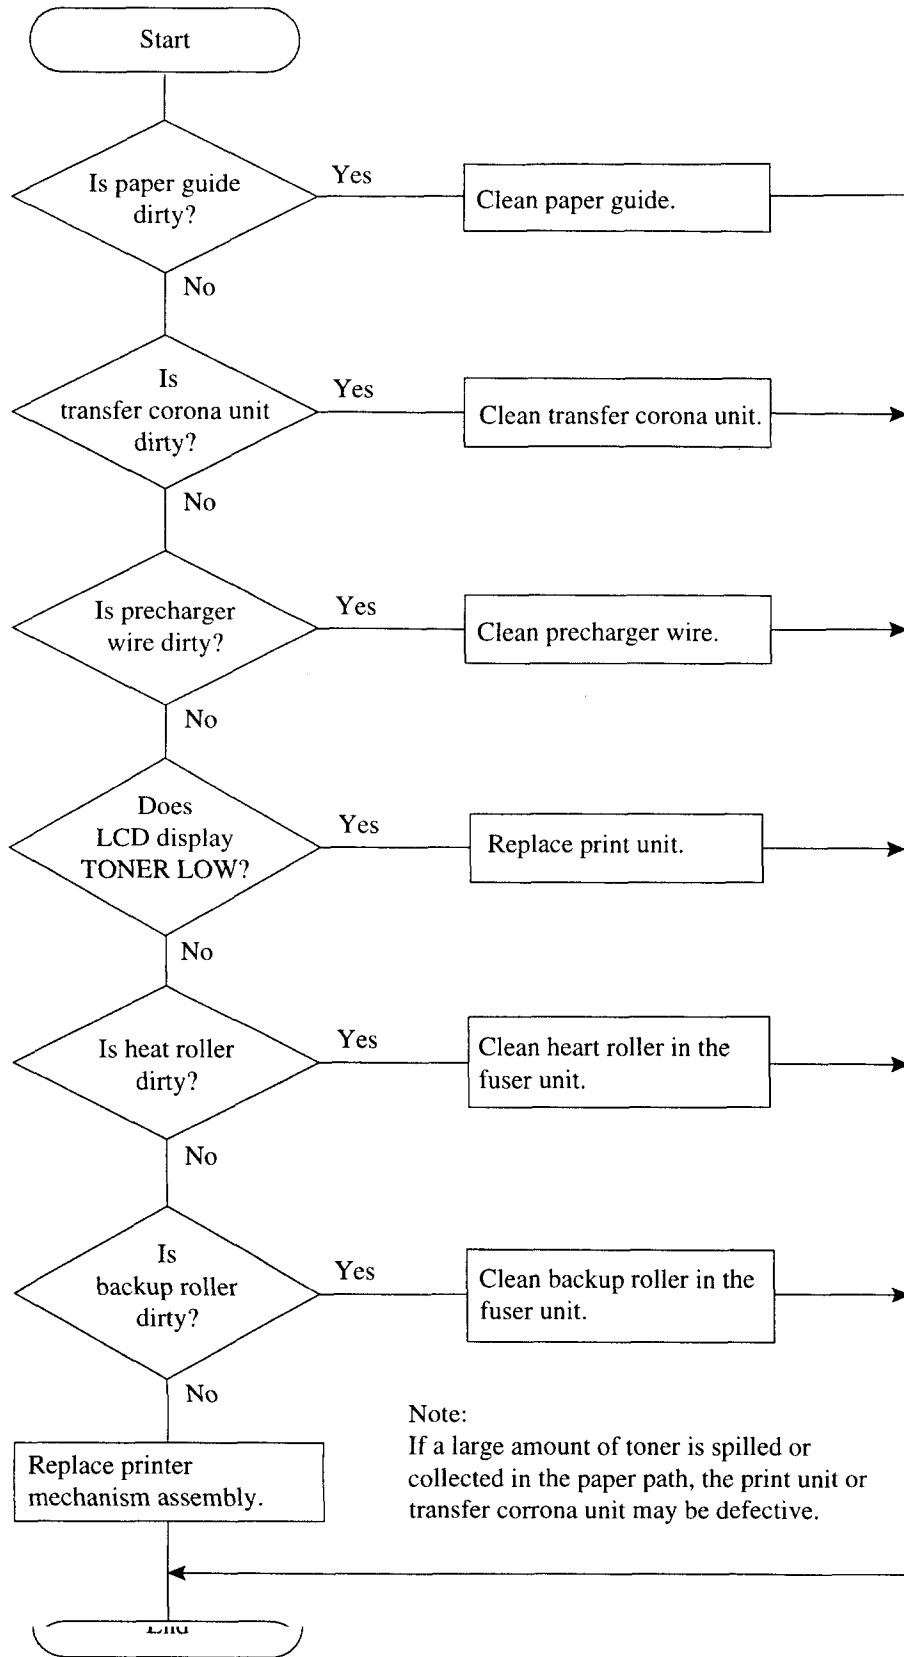 Start
Is paper guide
dirty?
Yes
Clean paper guide.
No
Is
transfer corona unit
dirty?
Yes
Clean transfer corona unit.
No
Is precharger
wire dirty?
Yes
Clean precharger wire.
No
Does
LCD display
TONER LOW?
Yes
Replace print unit.
No
Is heat roller
dirty?
Yes
Clean heart roller in the
fuser unit.
No
Is
backup roller
dirty?
Yes
Clean backup roller in the
fuser unit.
No
Replace printer
mechanism assembly.
Note:
If a large amount of toner is spilled or
collected in the paper path, the print unit or
transfer corrona unit may be defective.
End